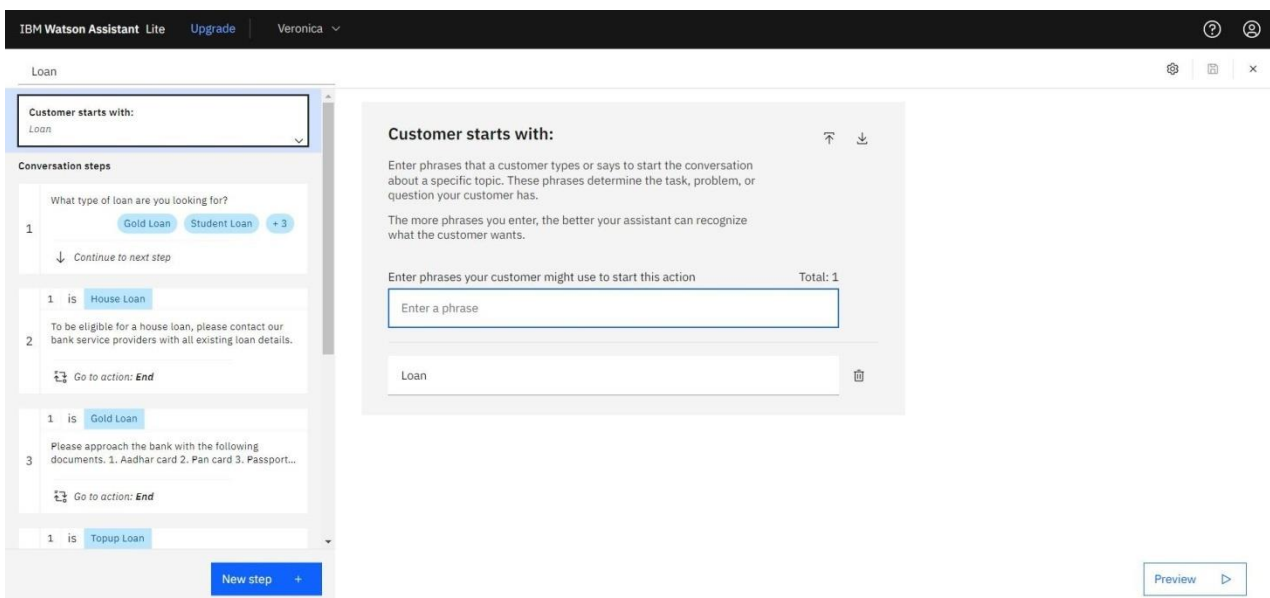 IBM Watson Assistant Lite Upgrade Veronica
Loan
Customer starts with:
Loan
Conversation steps
What type of loan are you looking for?
Gold Loan Student Loan + 3
1
Continue to next step
1 is House Loan
To be eligible for a house loan, please contact our
bank service providers with all existing loan details.
2
Go to action: End
1 is Gold Loan
Please approach the bank with the following
documents. 1. Aadhar card 2. Pan card 3. Passport...
3
Go to action: End
1 is Topup Loan
New step +
Customer starts with:
Enter phrases that a customer types or says to start the conversation
about a specific topic. These phrases determine the task, problem, or
question your customer has.
The more phrases you enter, the better your assistant can recognize
what the customer wants.
Enter phrases your customer might use to start this action Total: 1
Enter a phrase
Loan
Preview